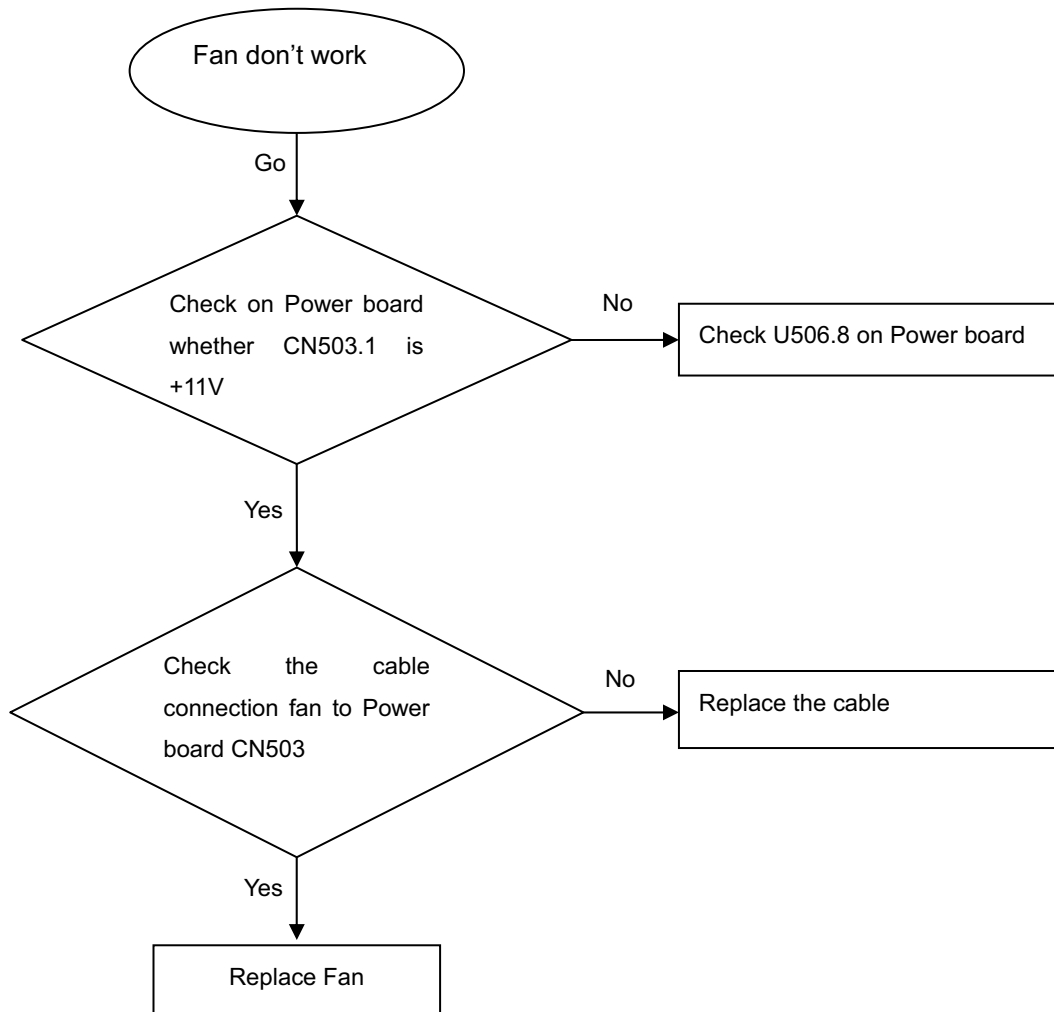 Fan don't work
Go
Check on Power board
whether CN503.1 is
+11V
No
Check U506.8 on Power board
Yes
Check the cable
connection fan to Power
board CN503
No
Replace the cable
Yes
Replace Fan